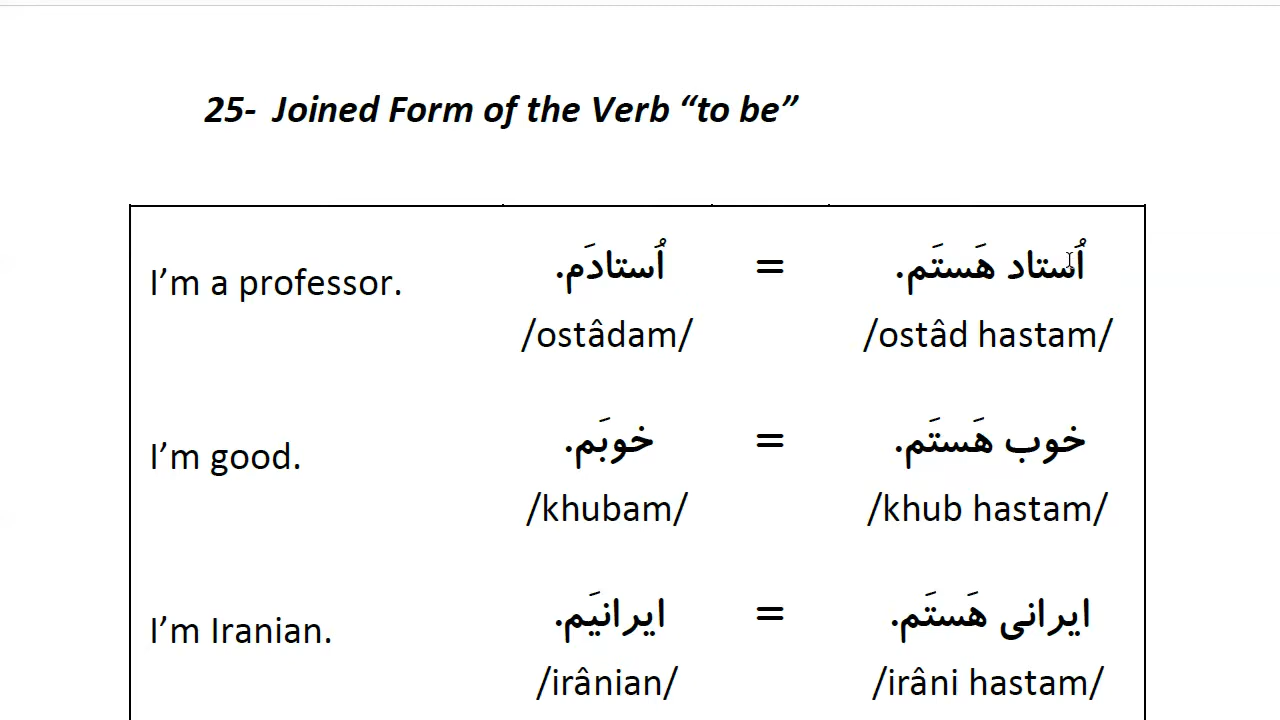 25- Joined Form of the Verb “to be”
I’m a professor. اُستادَم. = اُستاد هَستَم.
/ostâdam/ /ostâd hastam/
I’m good. خوبَم. = خوب هَستَم.
/khubam/ /khub hastam/
I’m Iranian. ایرانیَم. = ایرانی هَستَم.
/irânian/ /irâni hastam/